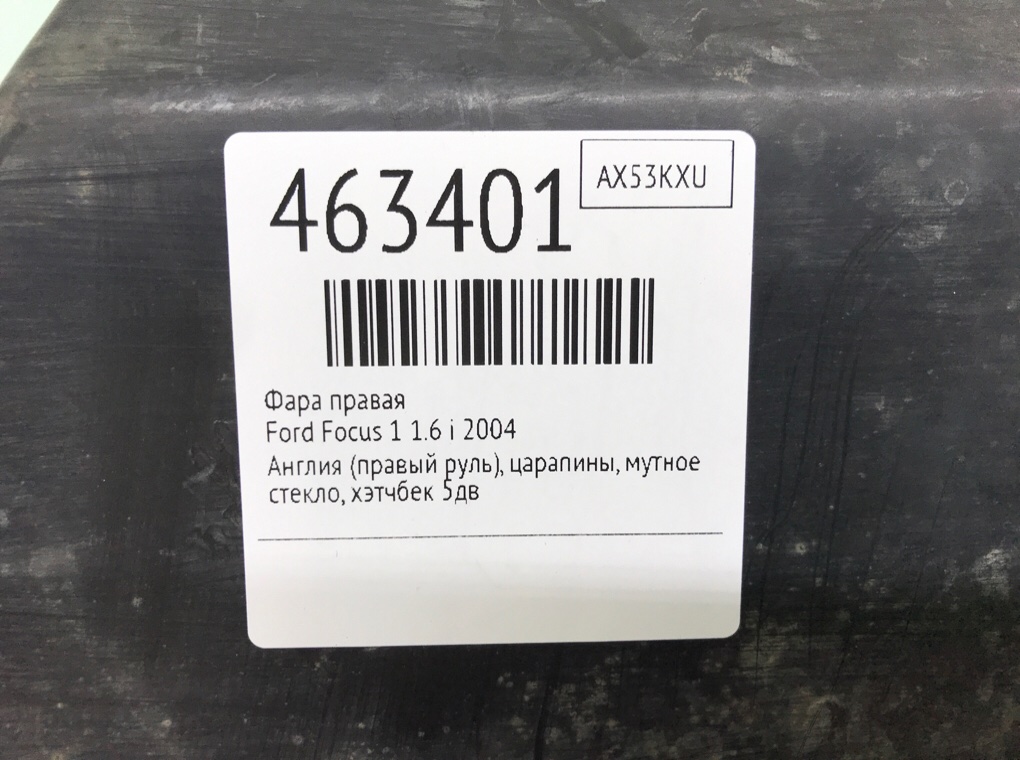 463401
AX53KXU
Фара правая
Ford Focus 1 1.6 i 2004
Англия (правый руль), царапины, мутное
стекло, хэтчбек 5дв